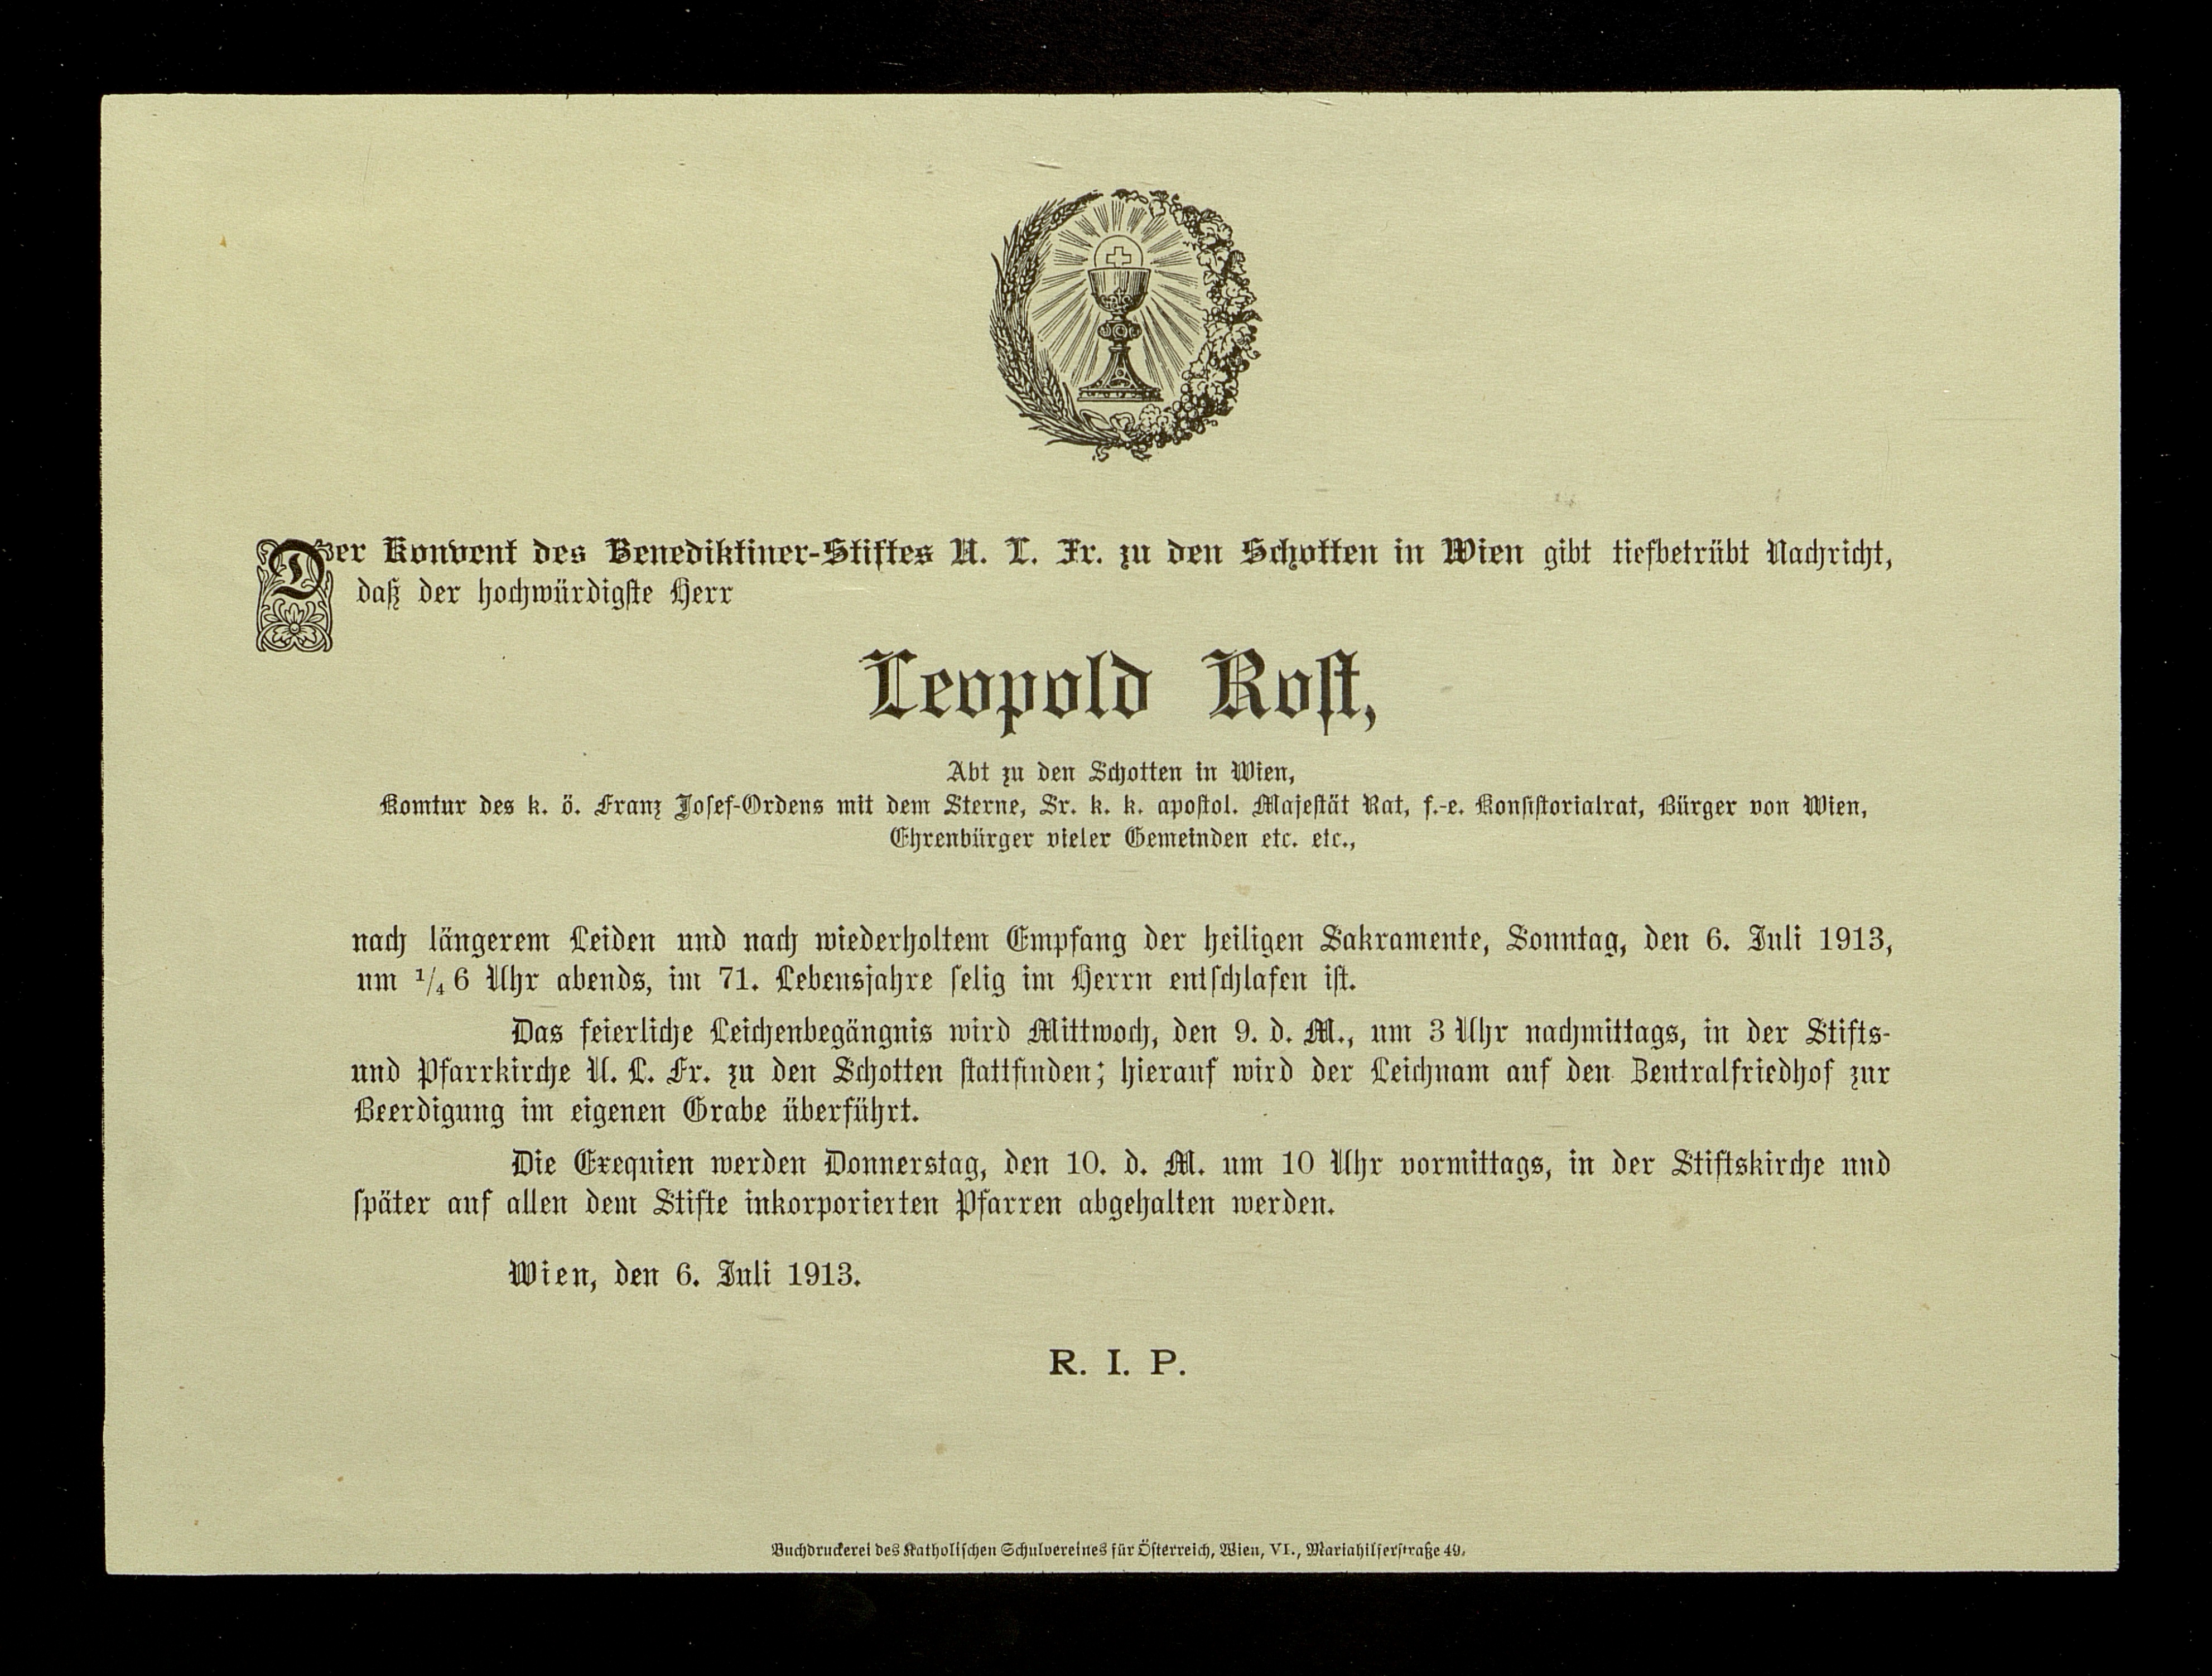 Der Konvent des Benediktiner-Stiftes U. L. Fr. zu den Schotten in Wien gibt tiefbetrübt Nachricht,
daß der hochwürdigste Herr
Leopold Rost,
Abt zu den Schotten in Wien,
Komtur des k. ö. Franz Josef-Ordens mit dem Sterne, Sr. k. k. apostol. Majestät Rat, f.-e. Konsistorialrat, Bürger von Wien,
Ehrenbürger vieler Gemeinden etc. etc.,
nach längerem Leiden und nach wiederholtem Empfang der heiligen Sakramente, Sonntag, den 6. Juli 1913,
um 1/4 6 Uhr abends, im 71. Lebensjahre selig im Herrn entschlafen ist.
Das feierliche Leichenbegängnis wird Mittwoch, den 9. d. M., um 3 Uhr nachmittags, in der Stifts-
und Pfarrkirche U. L. Fr. zu den Schotten stattfinden; hierauf wird der Leichnam auf den Zentralfriedhof zur
Beerdigung im eigenen Grabe überführt.
Die Exequien werden Donnerstag, den 10. d. M. um 10 Uhr vormittags, in der Stiftskirche und
später auf allen dem Stifte inkorporierten Pfarren abgehalten werden.
Wien, den 6. Juli 1913.
R. I. P.
Buchdruckerei des Katholischen Schulvereines für Österreich, Wien, VI., Mariahilferstraße 49.